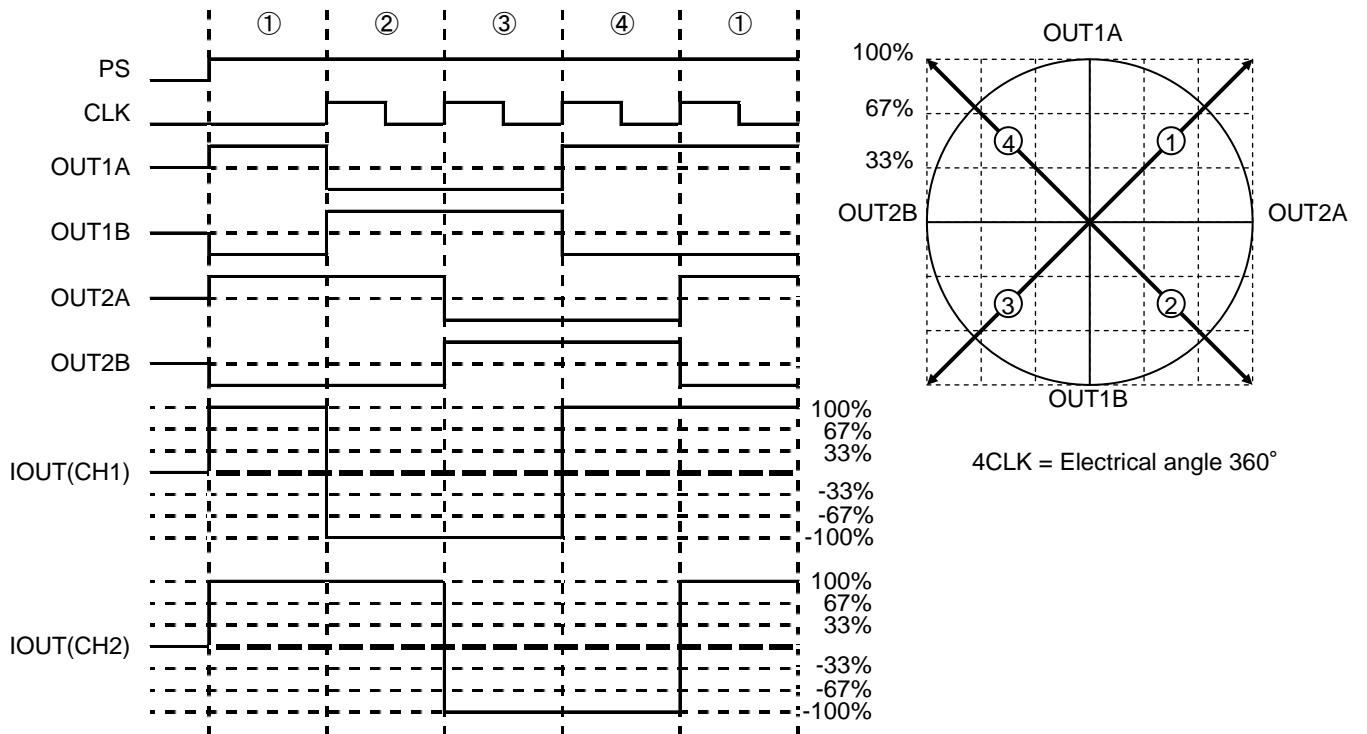 ① ② ③ ④ ①
PS
CLK
OUT1A
OUT1B
OUT2A
OUT2B
IOUT(CH1)
100%
67%
33%
-33%
-67%
-100%
IOUT(CH2)
100%
67%
33%
-33%
-67%
-100%
OUT1A
100%
67%
33%
④ ①
OUT2B OUT2A
③ ②
OUT1B
4CLK = Electrical angle 360°